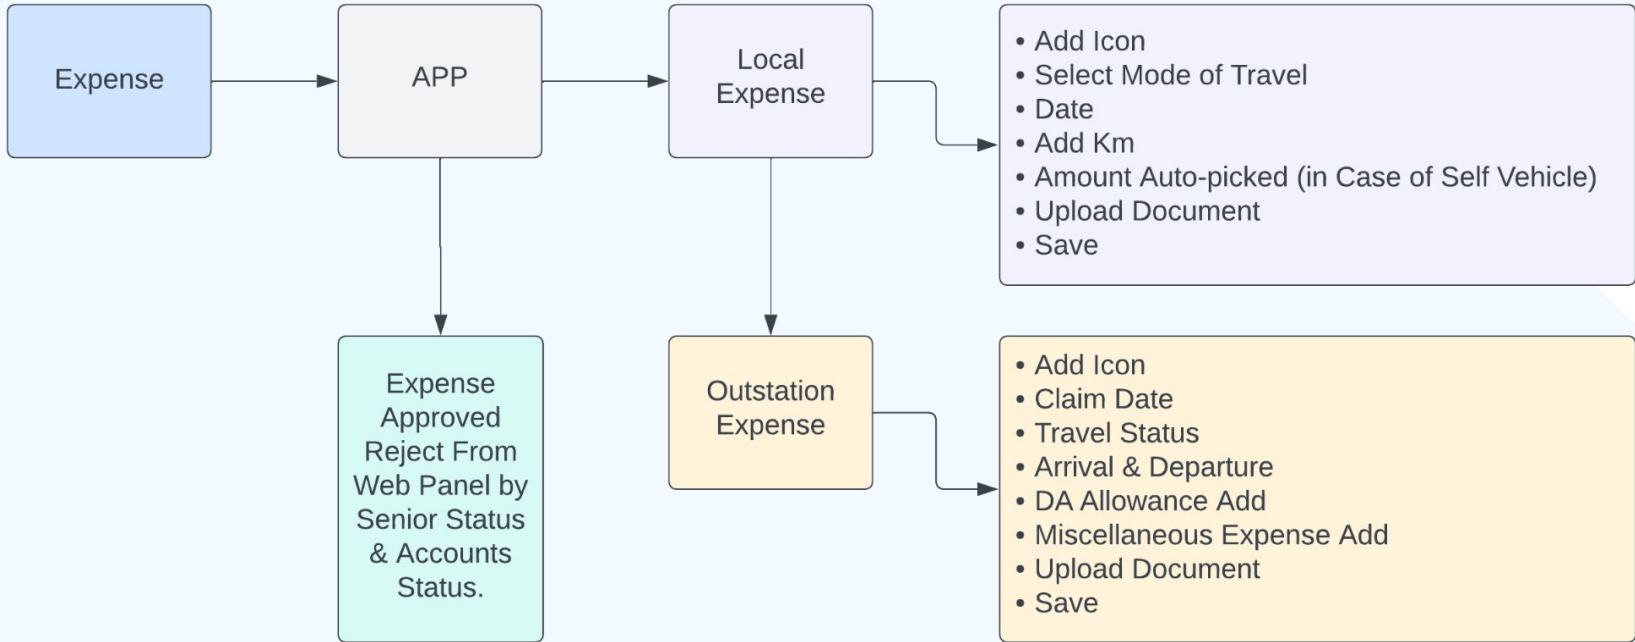 Expense
APP
Local
Expense
• Add Icon
• Select Mode of Travel
• Date
• Add Km
• Amount Auto-picked (in Case of Self Vehicle)
• Upload Document
• Save
Expense
Approved
Reject From
Web Panel by
Senior Status
& Accounts
Status.
Outstation
Expense
• Add Icon
• Claim Date
• Travel Status
• Arrival & Departure
• DA Allowance Add
• Miscellaneous Expense Add
• Upload Document
• Save